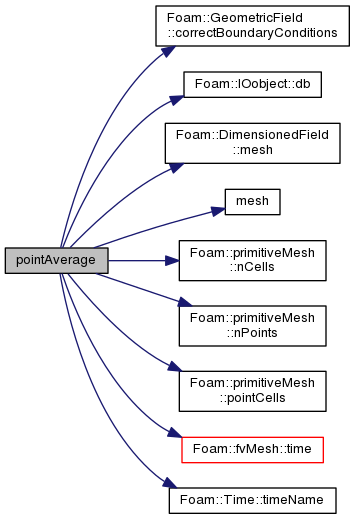 Foam::GeometricField
::correctBoundaryConditions
Foam::IOobject::db
Foam::DimensionedField
::mesh
mesh
pointAverage
Foam::primitiveMesh
::nCells
Foam::primitiveMesh
::nPoints
Foam::primitiveMesh
::pointCells
Foam::fvMesh::time
Foam::Time::timeName